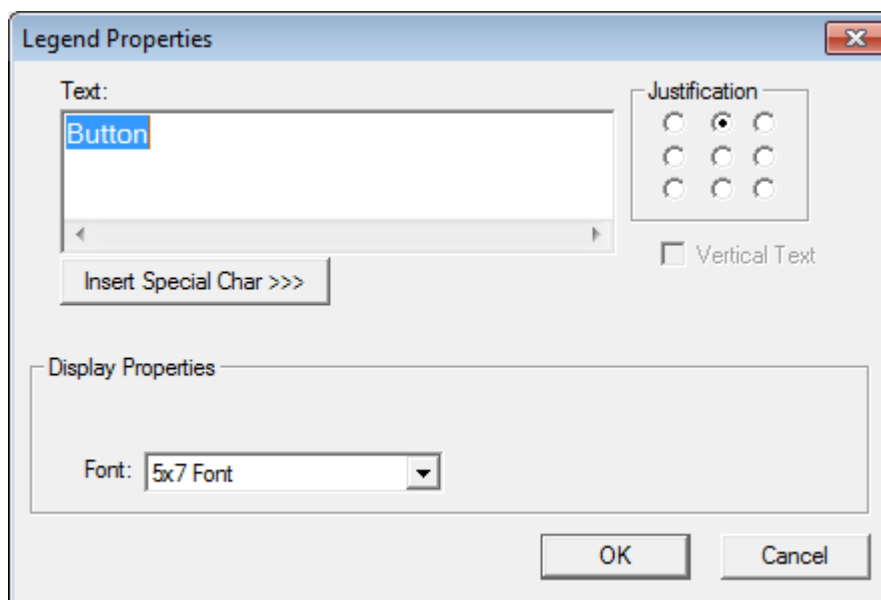 Legend Properties
Text:
Justification
Button
Vertical Text
Insert Special Char >>>
Display Properties
Font: 5x7 Font
OK Cancel